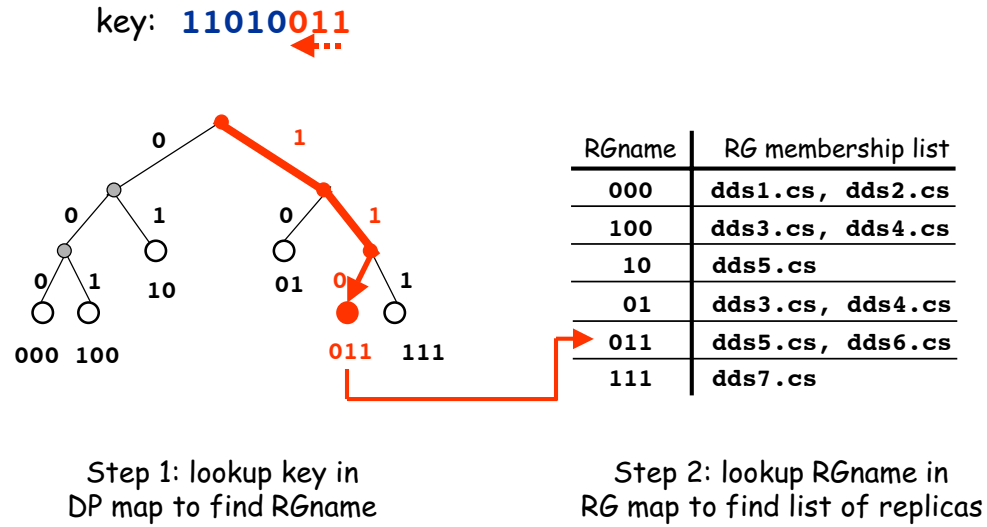 key: 11010011
0 1
0 1 0 1
0 1 10 01 0 1
000 100 011 111
RGname RG membership list
000 dds1.cs, dds2.cs
100 dds3.cs, dds4.cs
10 dds5.cs
01 dds3.cs, dds4.cs
011 dds5.cs, dds6.cs
111 dds7.cs
Step 1: lookup key in
DP map to find RGname
Step 2: lookup RGname in
RG map to find list of replicas